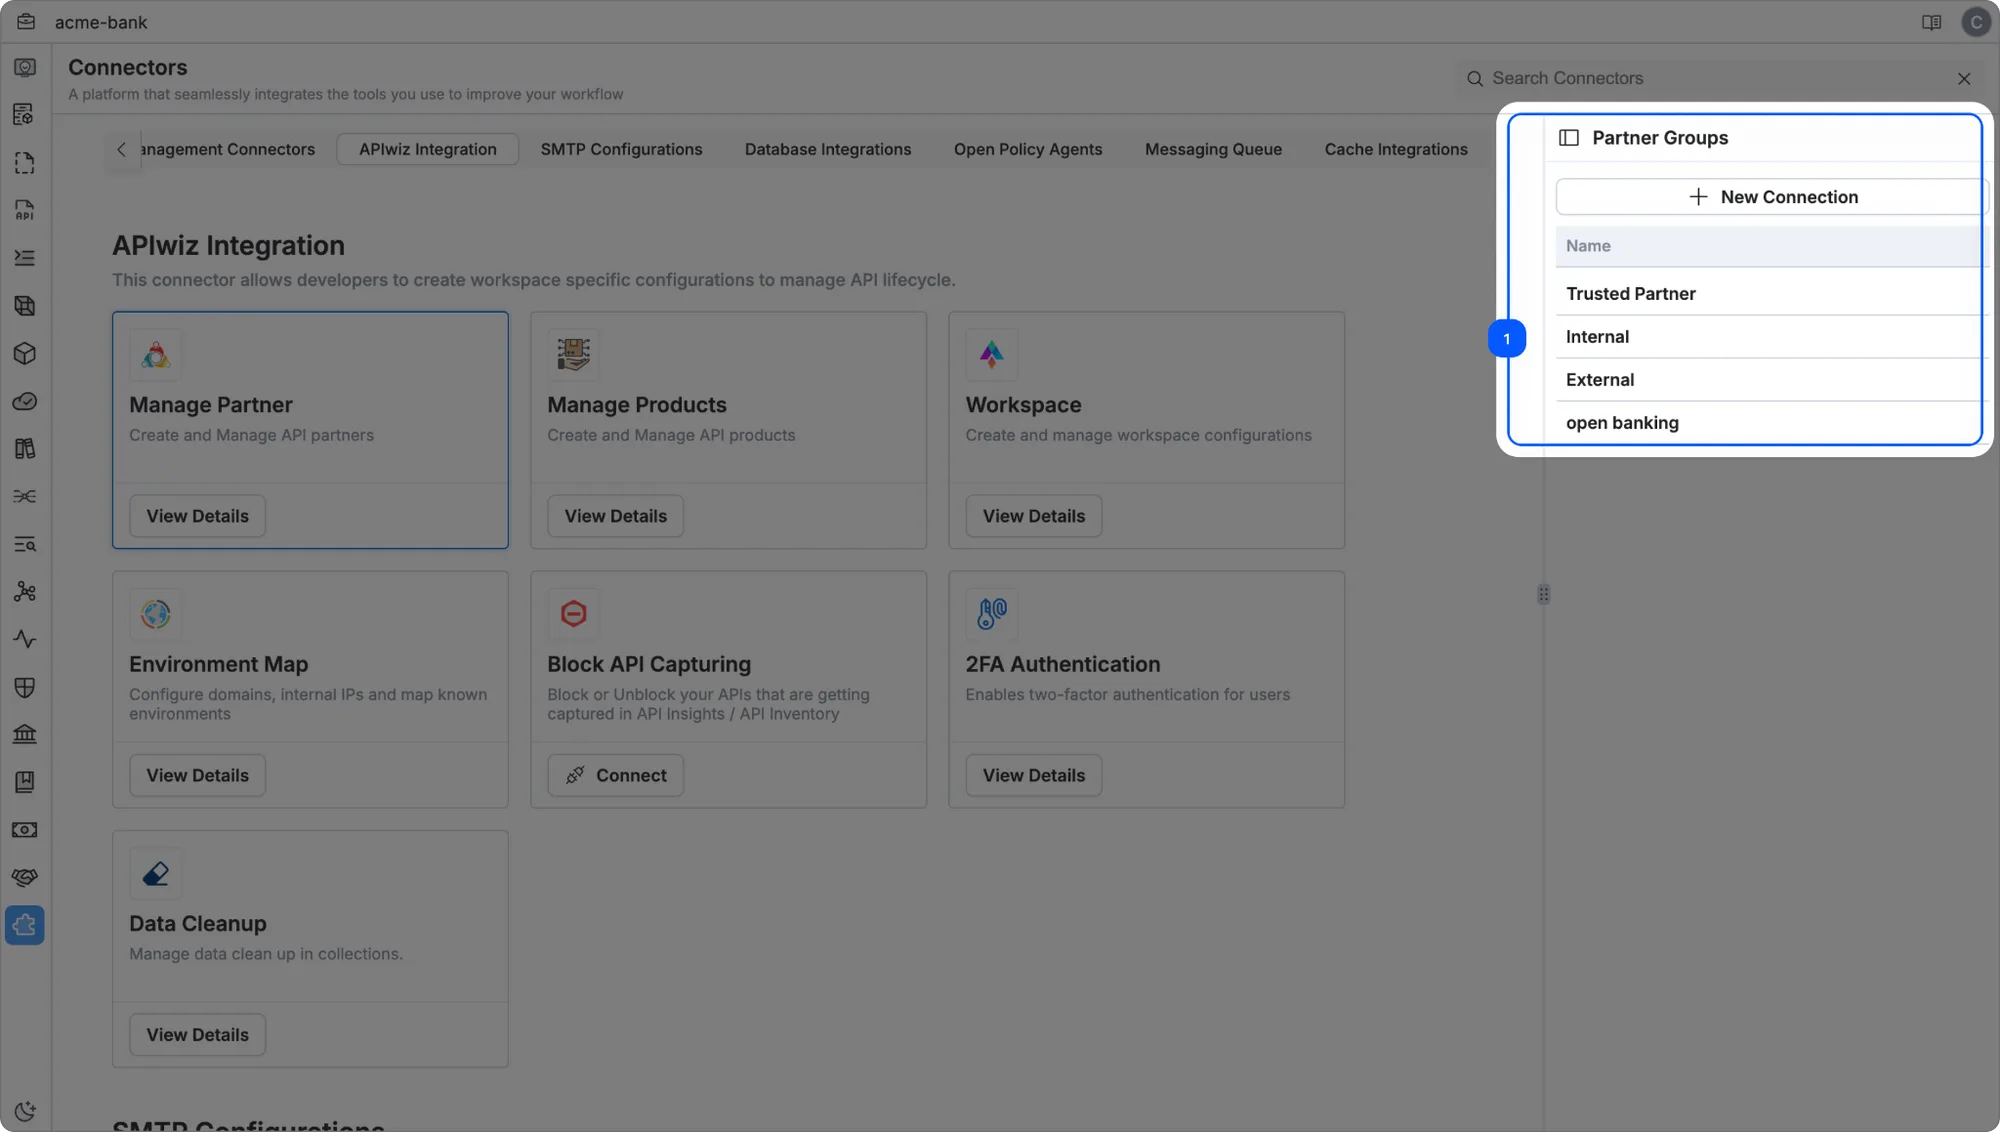 acme-bank
C
Connectors
A platform that seamlessly integrates the tools you use to improve your workflow
Search Connectors
anagement Connectors
APIwiz Integration
SMTP Configurations
Database Integrations
Open Policy Agents
Messaging Queue
Cache Integrations
Partner Groups
New Connection
Name
Trusted Partner
Internal
External
open banking
1
API
APIwiz Integration
This connector allows developers to create workspace specific configurations to manage API lifecycle.
Manage Partner
Create and Manage API partners
View Details
Manage Products
Create and Manage API products
View Details
Workspace
Create and manage workspace configurations
View Details
Environment Map
Configure domains, internal IPs and map known
environments
View Details
Block API Capturing
Block or Unblock your APIs that are getting
captured in API Insights / API Inventory
Connect
2FA Authentication
Enables two-factor authentication for users
View Details
Data Cleanup
Manage data clean up in collections.
View Details
SMTP Configurations